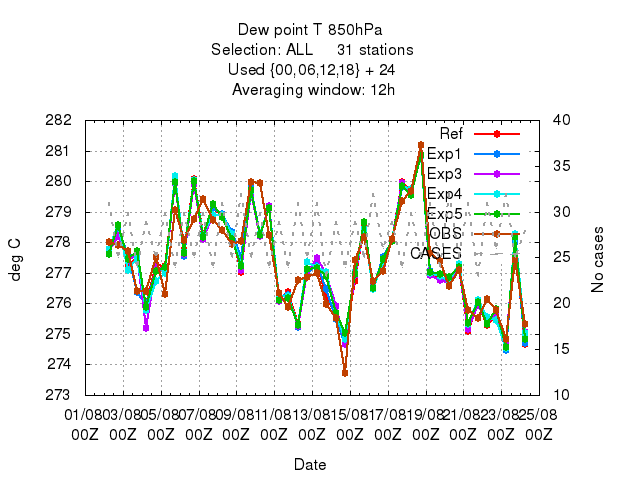 Dew point T 850hPa
Selection: ALL 31 stations
Used {00,06,12,18} + 24
Averaging window: 12h
deg C
282
281
280
279
278
277
276
275
274
273
Ref
Exp1
Exp3
Exp4
Exp5
OBS
CASES
40
35
30
25
20
15
10
No cases
01/08 03/08 05/08 07/08 09/08 11/08 13/08 15/08 17/08 19/08 21/08 23/08 25/08
00Z 00Z 00Z 00Z 00Z 00Z 00Z 00Z 00Z 00Z 00Z 00Z 00Z
Date